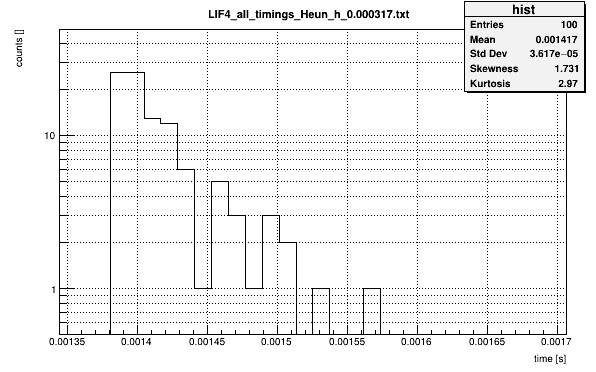 LIF4_all_timings_Heun_h_0.000317.txt
hist
Entries 100
Mean 0.001417
Std Dev 3.617e−05
Skewness 1.731
Kurtosis 2.97
counts []
10
1
0.00135 0.0014 0.00145 0.0015 0.00155 0.0016 0.00165 0.0017
time [s]